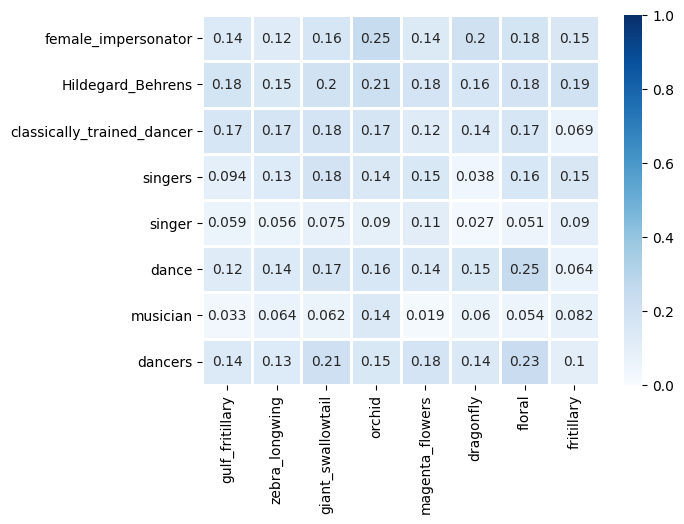 female_impersonator 0.14 0.12 0.16 0.25 0.14 0.2 0.18 0.15
Hildegard_Behrens 0.18 0.15 0.2 0.21 0.18 0.16 0.18 0.19
classically_trained_dancer 0.17 0.17 0.18 0.17 0.12 0.14 0.17 0.069
singers 0.094 0.13 0.18 0.14 0.15 0.038 0.16 0.15
singer 0.059 0.056 0.075 0.09 0.11 0.027 0.051 0.09
dance 0.12 0.14 0.17 0.16 0.14 0.15 0.25 0.064
musician 0.033 0.064 0.062 0.14 0.019 0.06 0.054 0.082
dancers 0.14 0.13 0.21 0.15 0.18 0.14 0.23 0.1
gulf_fritillary
zebra_longwing
giant_swallowtail
orchid
magenta_flowers
dragonfly
floral
fritillary
1.0
0.8
0.6
0.4
0.2
0.0